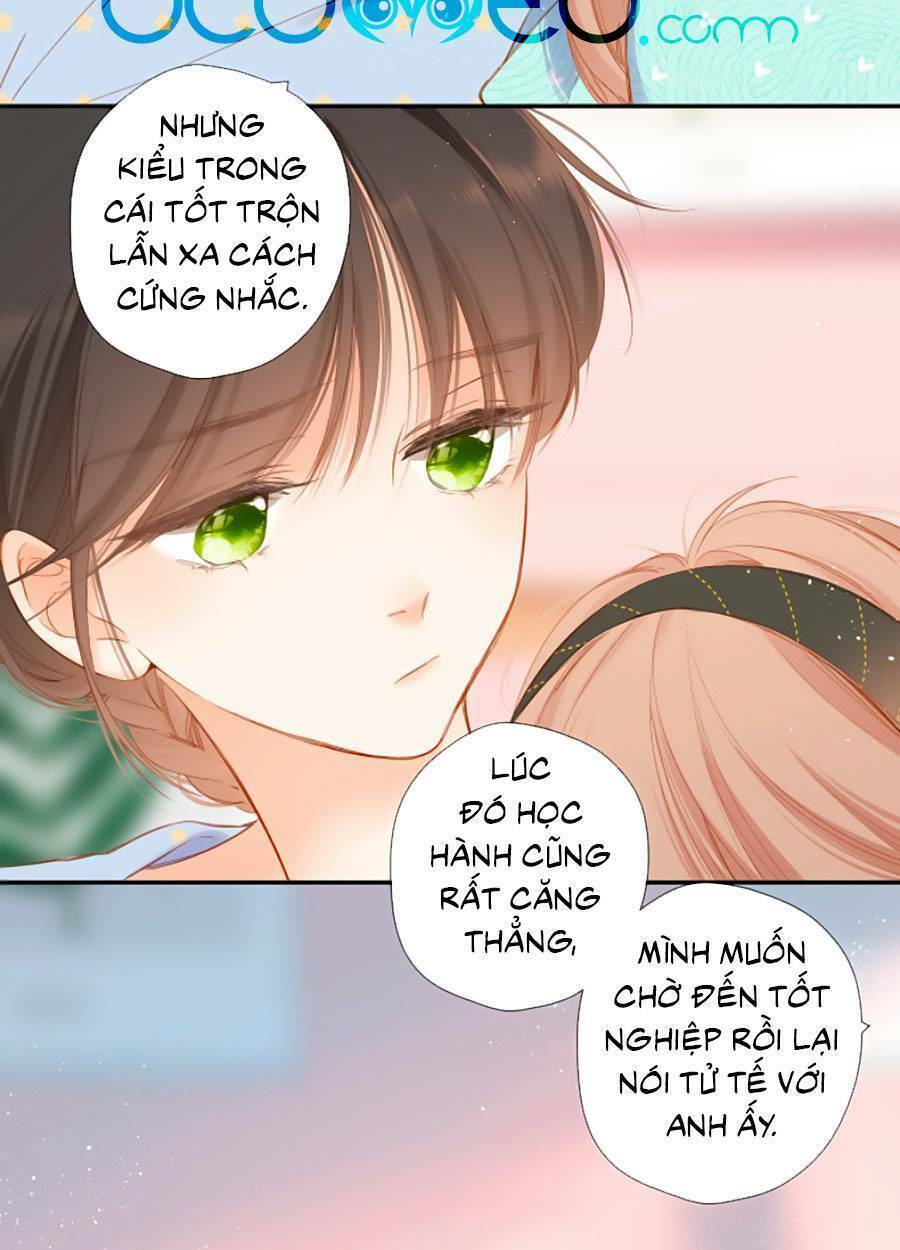 ocomeo.com
NHƯNG
KIỂU TRONG
CÁI TỐT TRỘN
LẪN XA CÁCH
CỨNG NHẮC.
LÚC
ĐÓ HỌC
HÀNH CŨNG
RẤT CĂNG
THẲNG,
MÌNH MUỐN
CHỜ ĐẾN TỐT
NGHIỆP RỒI LẠI
NÓI TỬ TẾ VỚI
ANH ẤY.